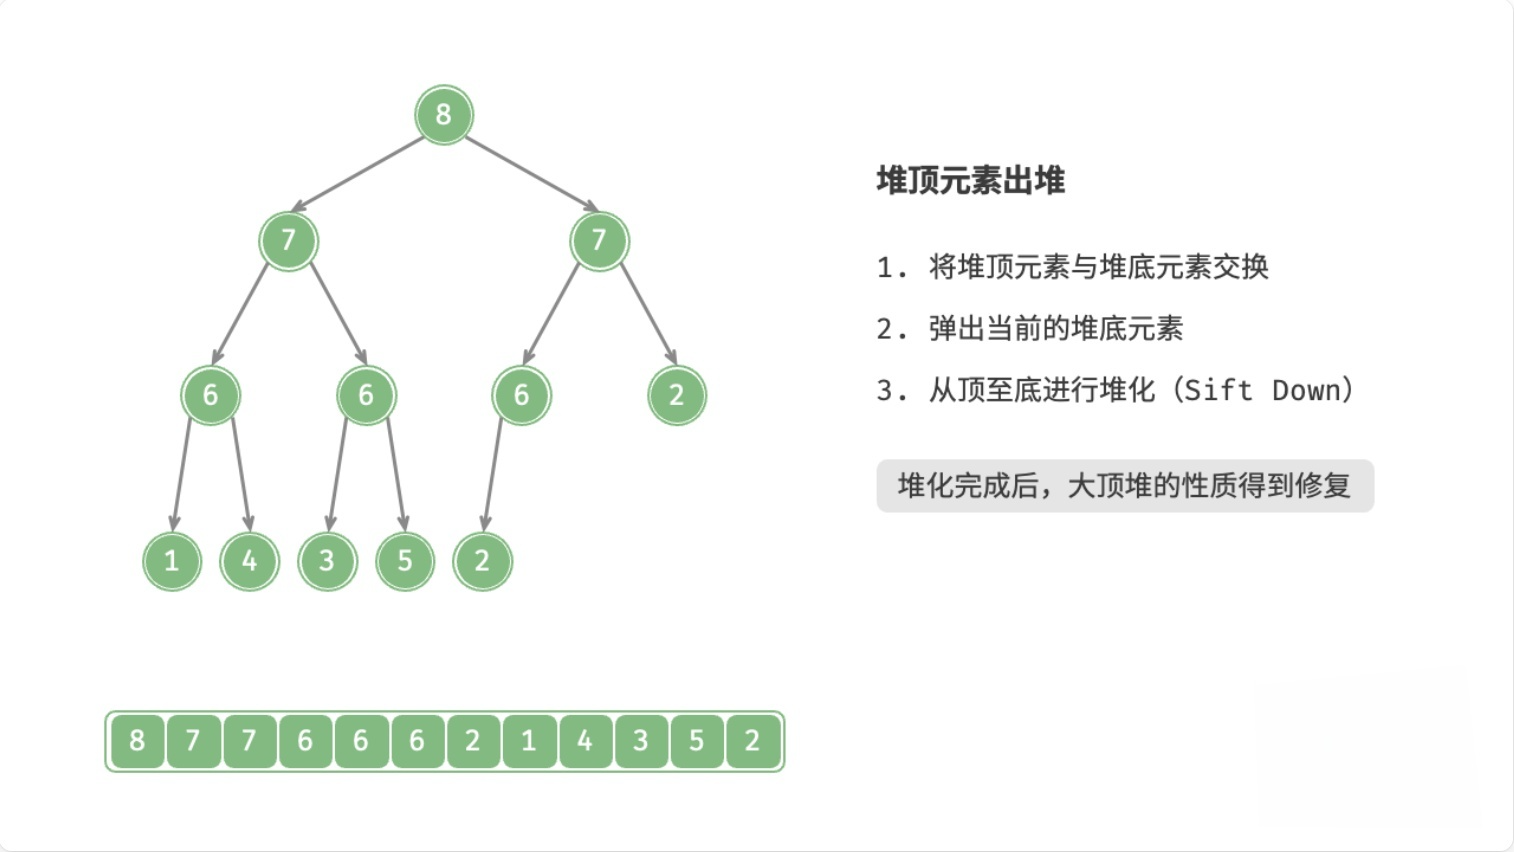 8
7 7
6 6 6 2
1 4 3 5 2
8 7 7 6 6 6 2 1 4 3 5 2
堆顶元素出堆
1. 将堆顶元素与堆底元素交换
2. 弹出当前的堆底元素
3. 从顶至底进行堆化（Sift Down）
堆化完成后，大顶堆的性质得到修复